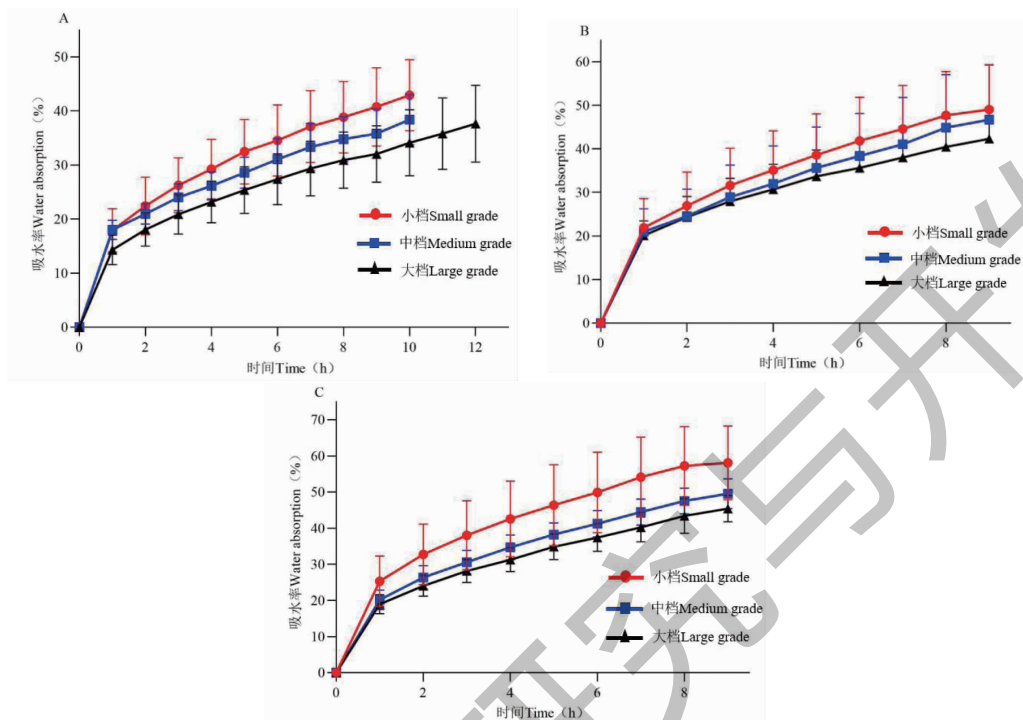 A
吸水率Water absorption（%）
50
40
30
20
10
0
小档Small grade
中档Medium grade
大档Large grade
0 2 4 6 8 10 12
时间Time（h）
B
吸水率Water absorption（%）
60
50
40
30
20
10
0
小档Small grade
中档Medium grade
大档Large grade
0 2 4 6 8
时间Time（h）
C
吸水率Water absorption（%）
70
60
50
40
30
20
10
0
小档Small grade
中档Medium grade
大档Large grade
0 2 4 6 8
时间Time（h）
究与开